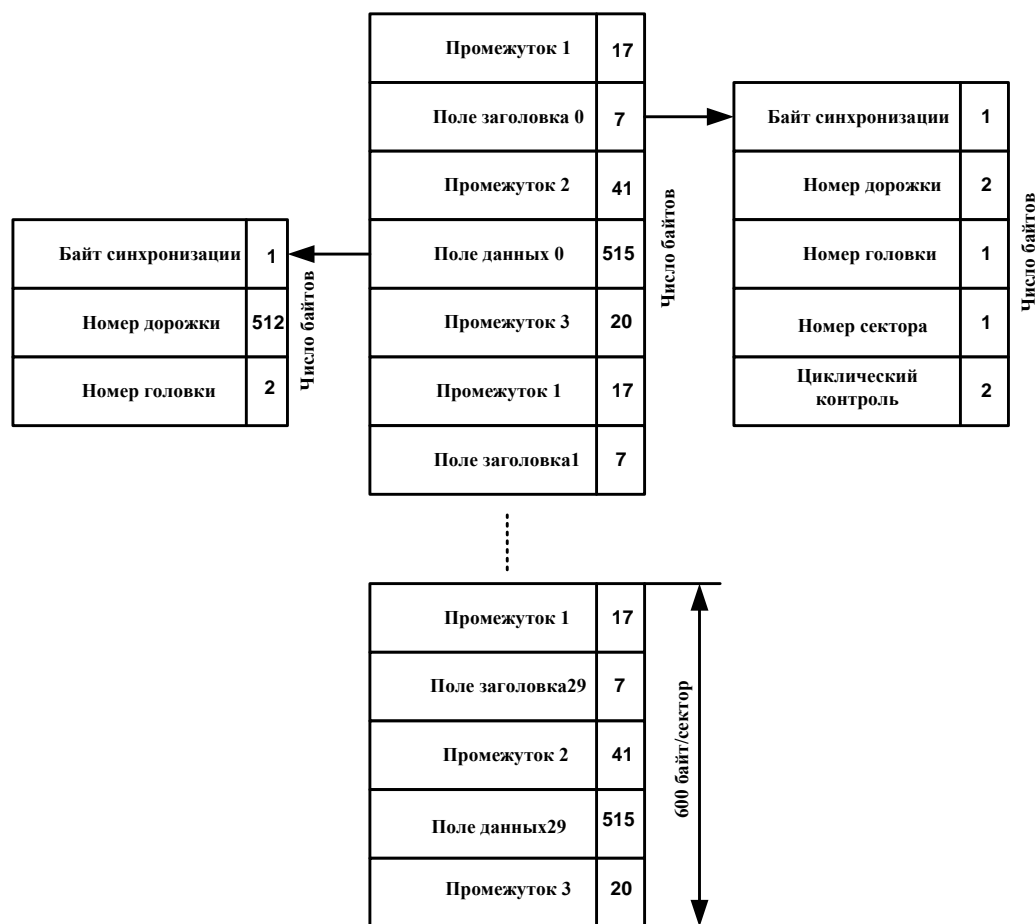 Промежуток 1 17
Поле заголовка 0 7
Промежуток 2 41
Поле данных 0 515
Промежуток 3 20
Промежуток 1 17
Поле заголовка1 7
Число байтов
Байт синхронизации 1
Номер дорожки 512
Номер головки 2
Число байтов
Байт синхронизации 1
Номер дорожки 2
Номер головки 1
Номер сектора 1
Циклический
контроль 2
Число байтов
Промежуток 1 17
Поле заголовка29 7
Промежуток 2 41
Поле данных29 515
Промежуток 3 20
600 байт/сектор